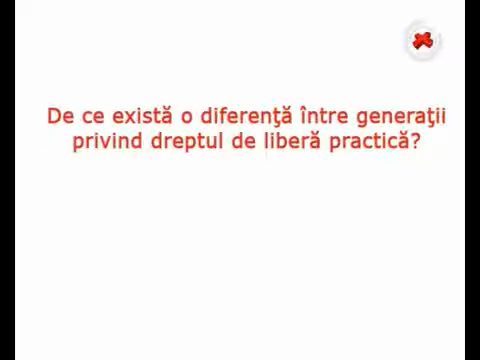 De ce există o diferenţă între generaţii
privind dreptul de liberă practică?